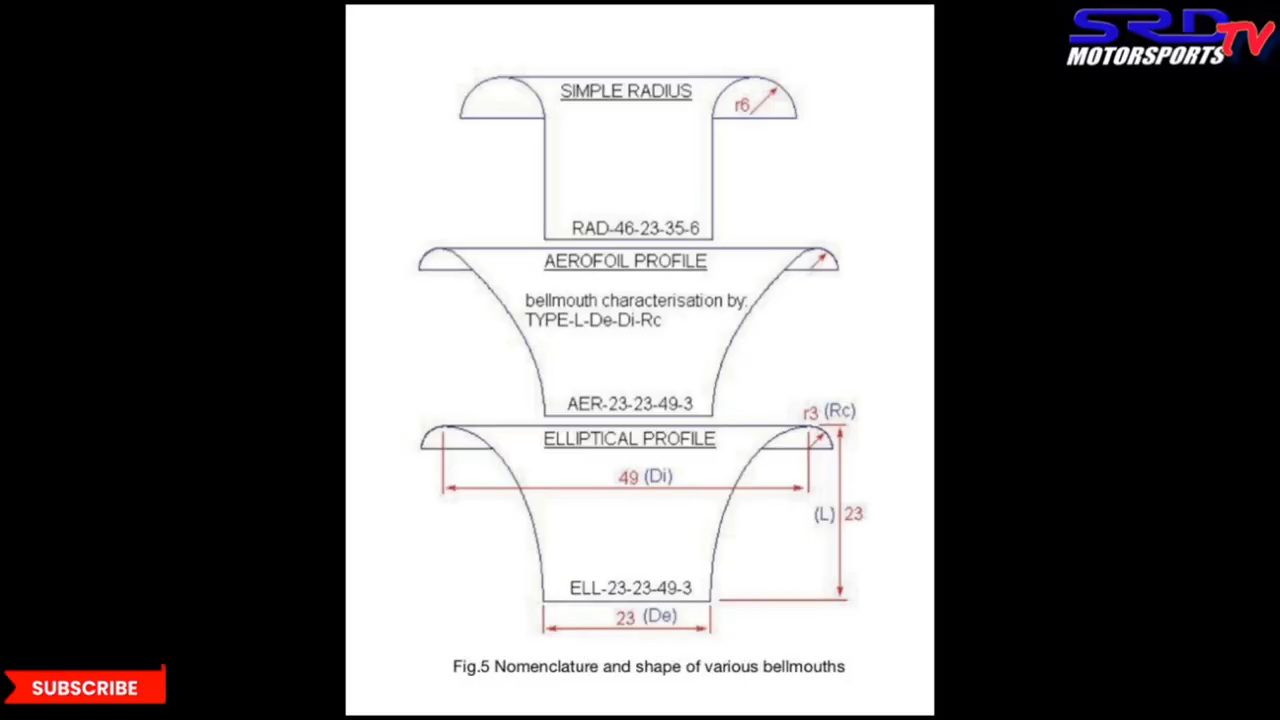 SRD TV
MOTORSPORTS
SIMPLE RADIUS
r6
RAD-46-23-35-6
AEROFOIL PROFILE
bellmouth characterisation by:
TYPE-L-De-Di-Rc
AER-23-23-49-3
r3 (Rc)
ELLIPTICAL PROFILE
49 (Di)
(L) 23
ELL-23-23-49-3
23 (De)
Fig.5 Nomenclature and shape of various bellmouths
SUBSCRIBE